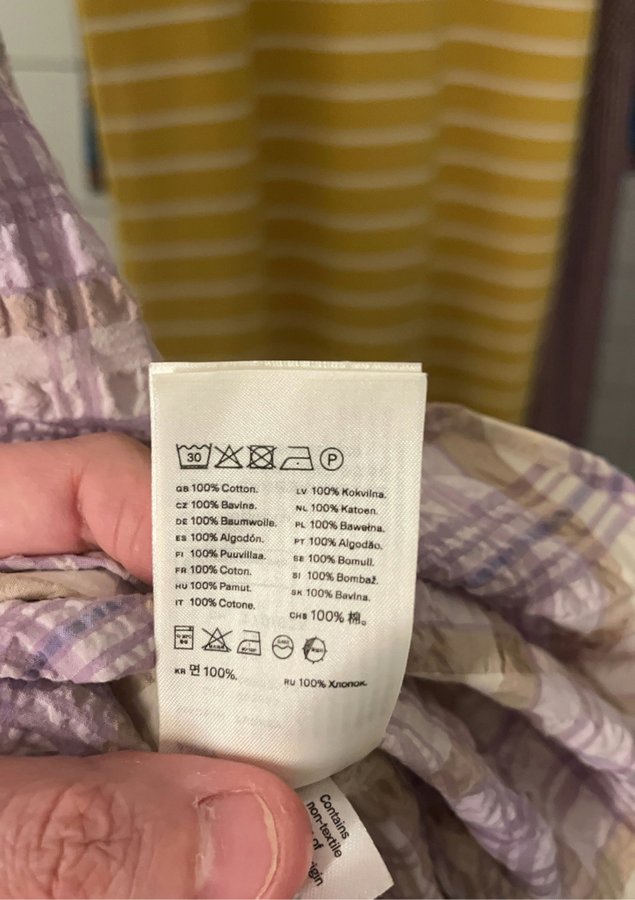 30
P
GB 100% Cotton.
CZ 100% Bavlna.
DE 100% Baumwolle.
ES 100% Algodón.
FI 100% Puuvillaa.
FR 100% Coton.
HU 100% Pamut.
IT 100% Cotone.
LV 100% Kokvilna.
NL 100% Katoen.
PL 100% Bawełna.
PT 100% Algodão.
SE 100% Bomull.
SI 100% Bombaž.
SK 100% Bavlna.
CHS 100% 棉。
KR 면 100%.
RU 100% Хлопок.
Contains
non-textile
of